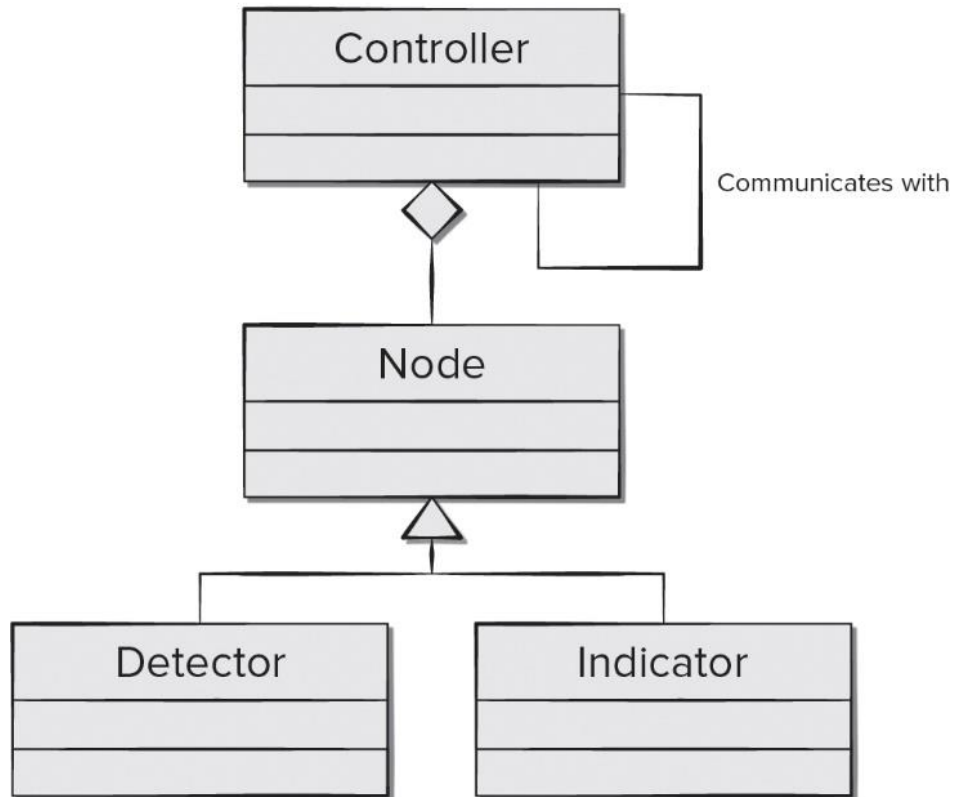 Controller
Communicates with
Node
Detector
Indicator